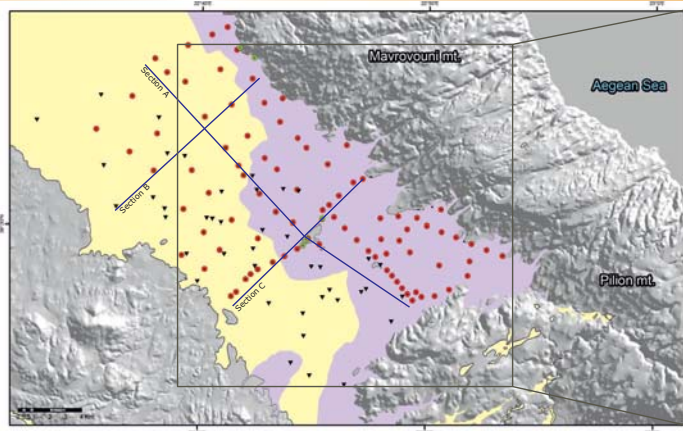 Mavrovouni mt.
Aegean Sea
Section A
Section B
Section C
Pilion mt.